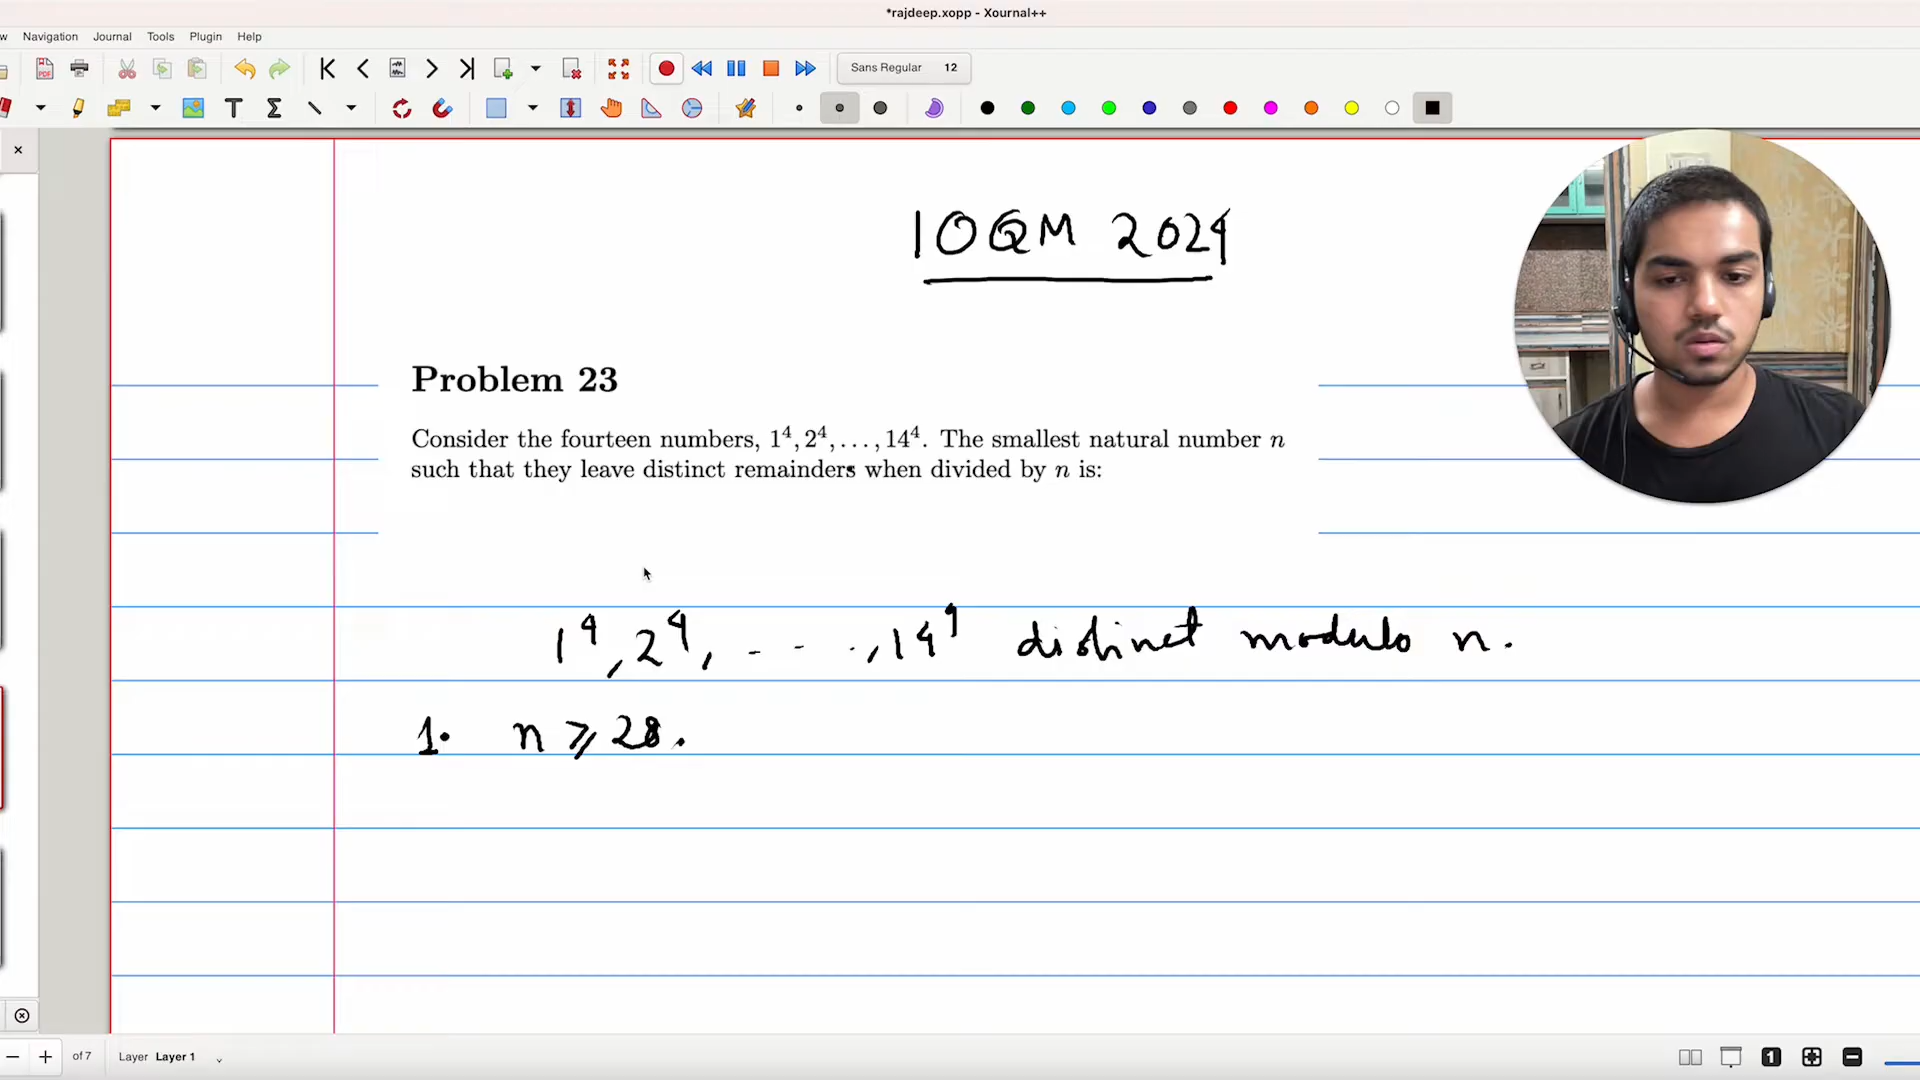 *rajdeep.xopp - Xournal++
w Navigation Journal Tools Plugin Help
Sans Regular 12
IOQM 2024
Problem 23
Consider the fourteen numbers, 1⁴, 2⁴, . . . , 14⁴. The smallest natural number n
such that they leave distinct remainders when divided by n is:
1⁴, 2⁴, - - ., 14⁴ distinct modulo n.
1. n ⩾ 28.
of 7 Layer Layer 1